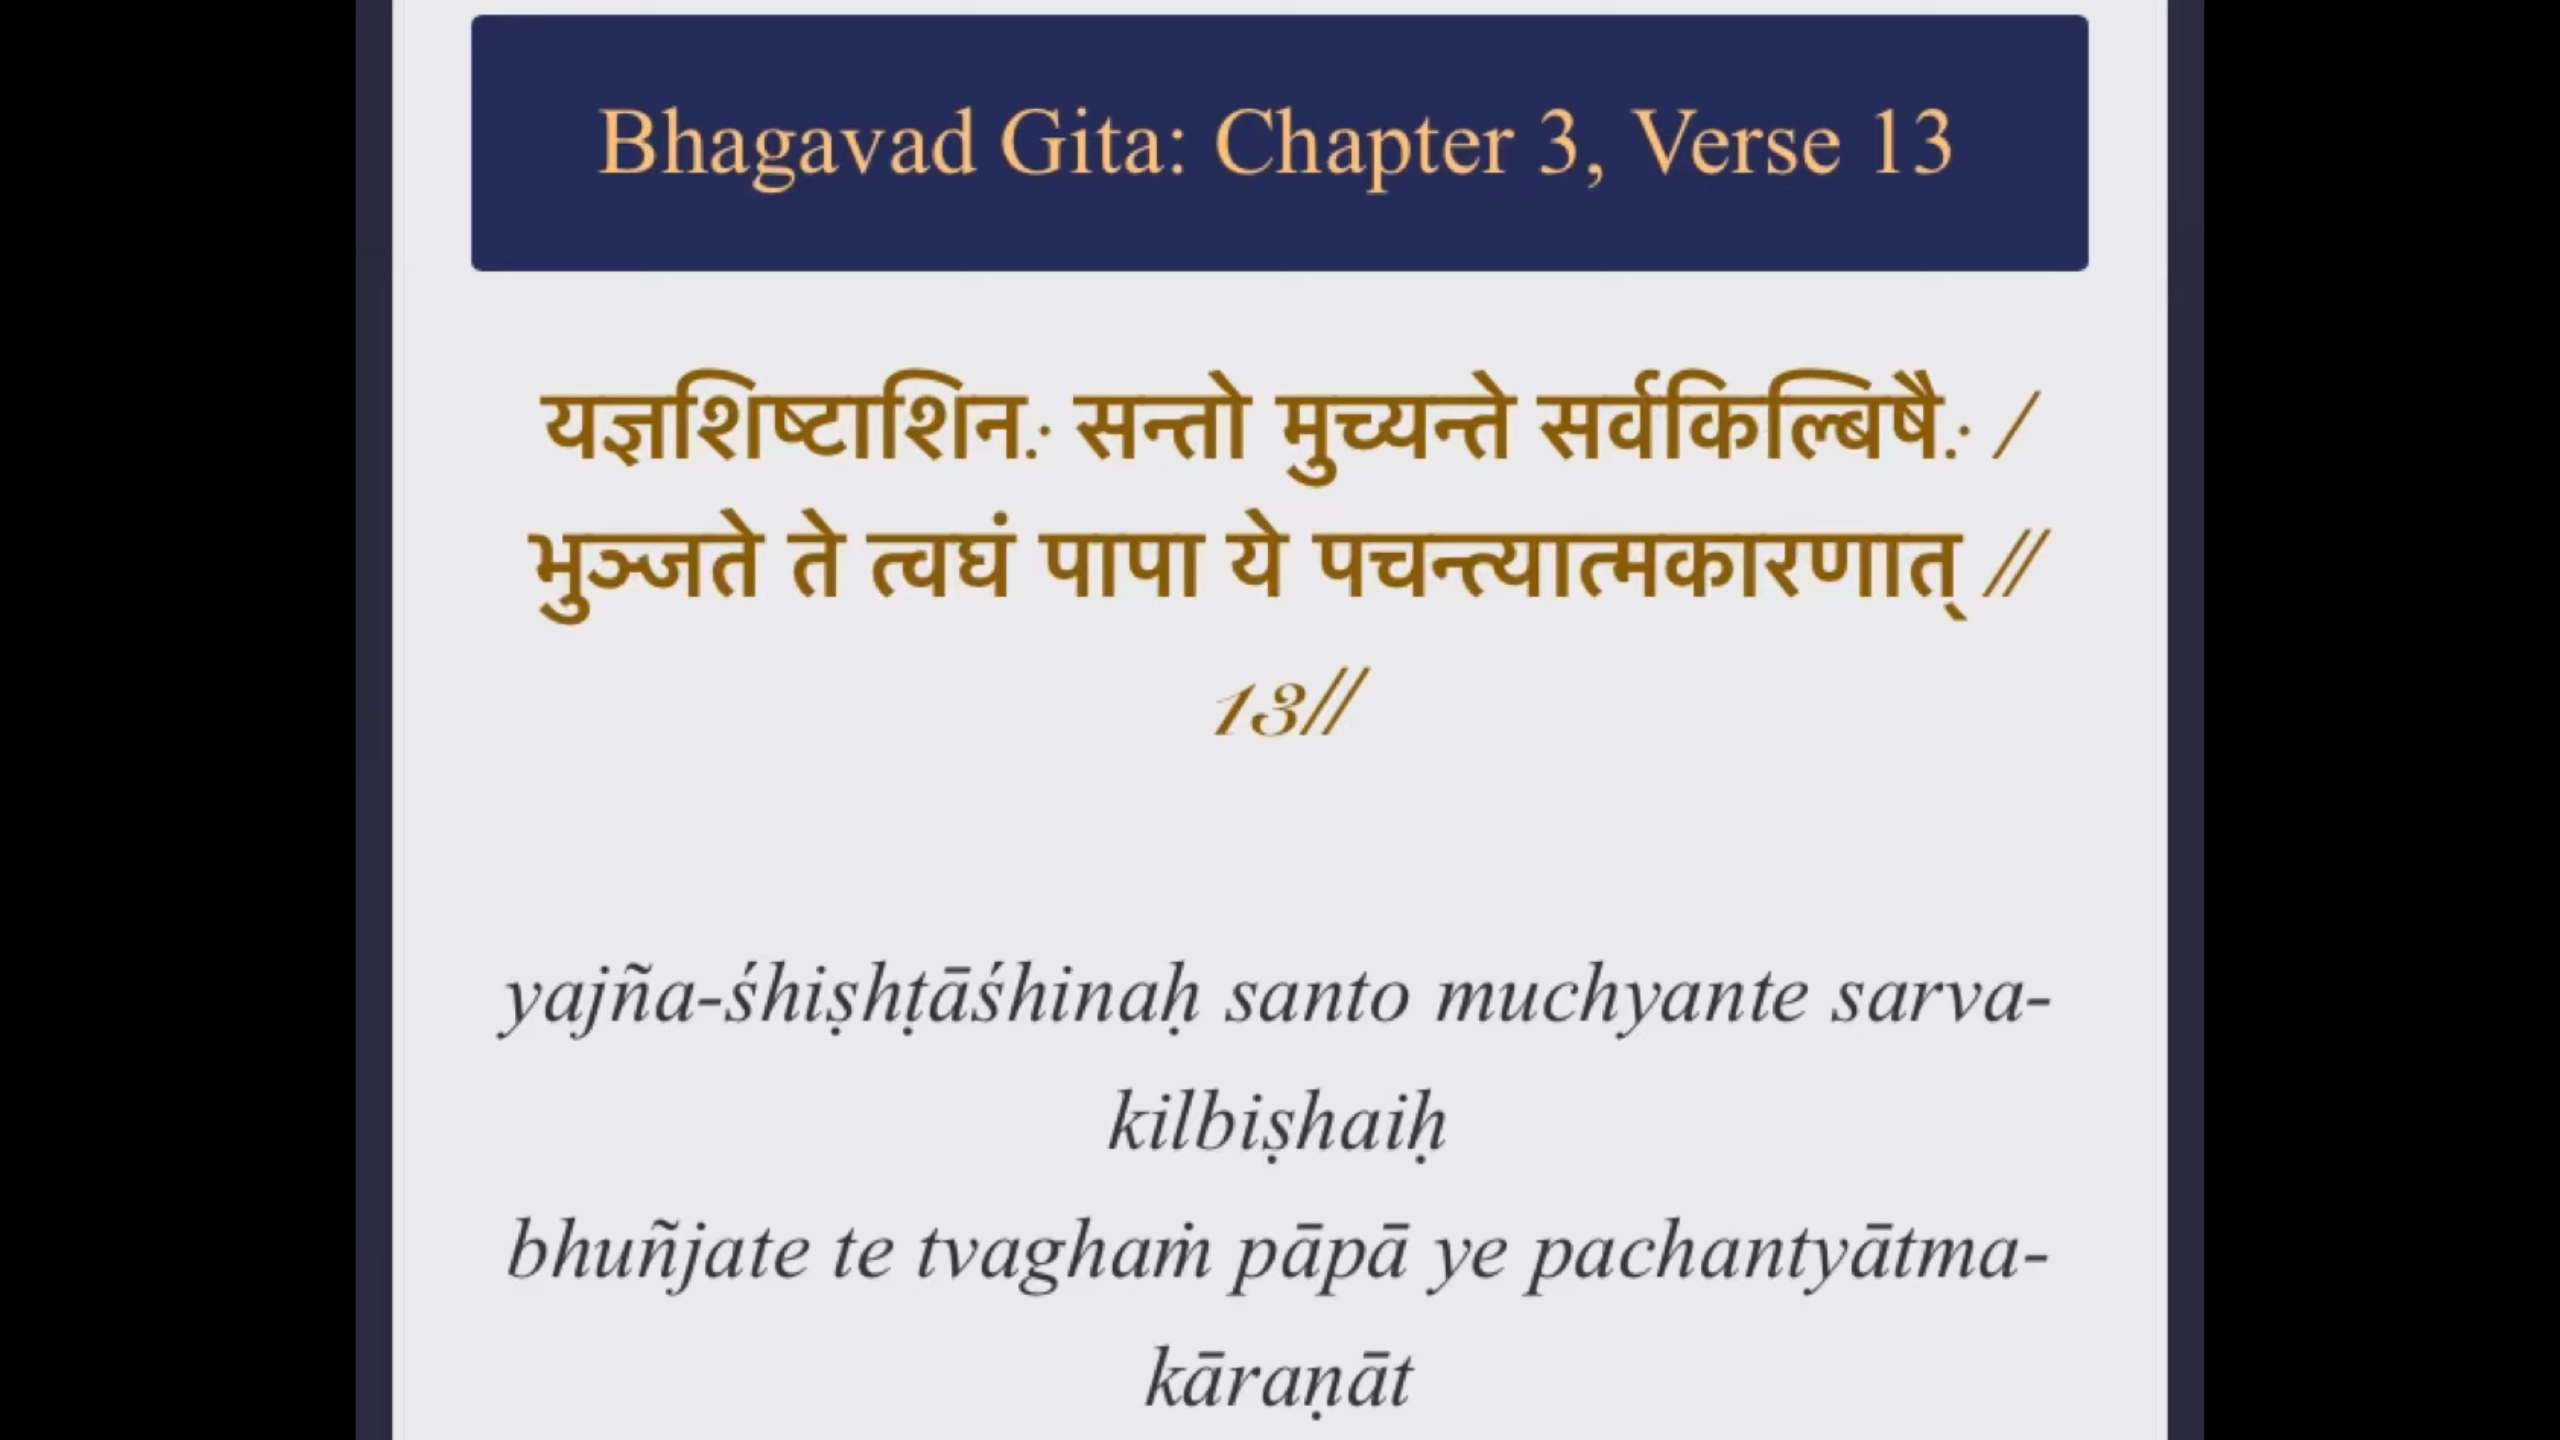 Bhagavad Gita: Chapter 3, Verse 13
यज्ञशिष्टाशिन: सन्तो मुच्यन्ते सर्वकिल्बिषै: /
भुञ्जते ते त्वघं पापा ये पचन्त्यात्मकारणात् //
13//
yajña-śhiṣhṭāśhinaḥ santo muchyante sarva-
kilbiṣhaiḥ
bhuñjate te tvaghaṁ pāpā ye pachantyātma-
kāraṇāt